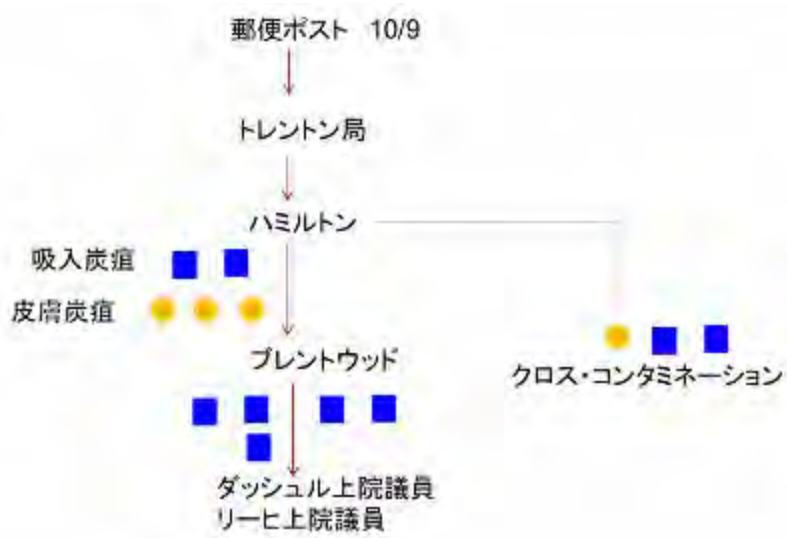 郵便ポスト 10/9
トレントン局
ハミルトン
吸入炭疽
皮膚炭疽
ブレントウッド
クロス・コンタミネーション
ダッシュル上院議員
リーヒ上院議員